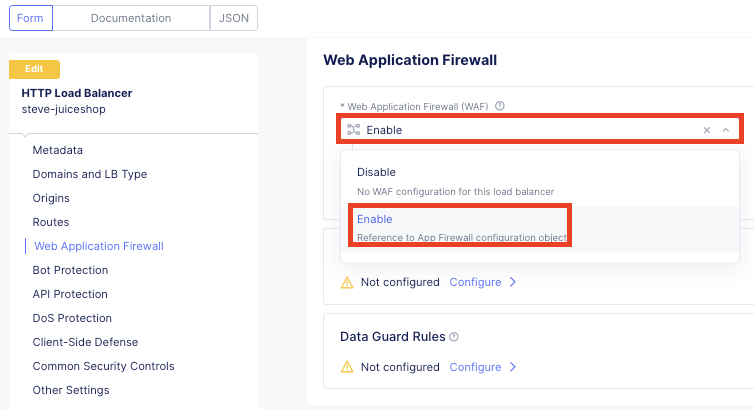 Form
Documentation
JSON
Edit
HTTP Load Balancer
steve-juiceshop
Metadata
Domains and LB Type
Origins
Routes
Web Application Firewall
Bot Protection
API Protection
DoS Protection
Client-Side Defense
Common Security Controls
Other Settings
Web Application Firewall
* Web Application Firewall (WAF)
Enable
Disable
No WAF configuration for this load balancer
Enable
Reference to App Firewall configuration object
Not configured Configure
Data Guard Rules
Not configured Configure